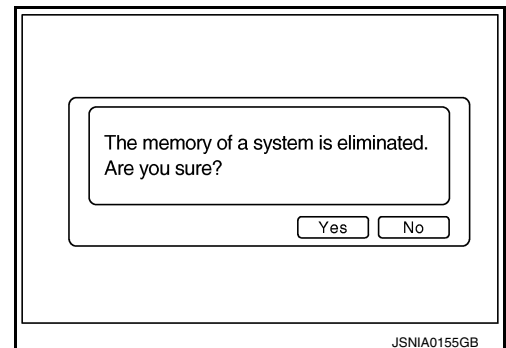 The memory of a system is eliminated.
Are you sure?
Yes No
JSNIA0155GB